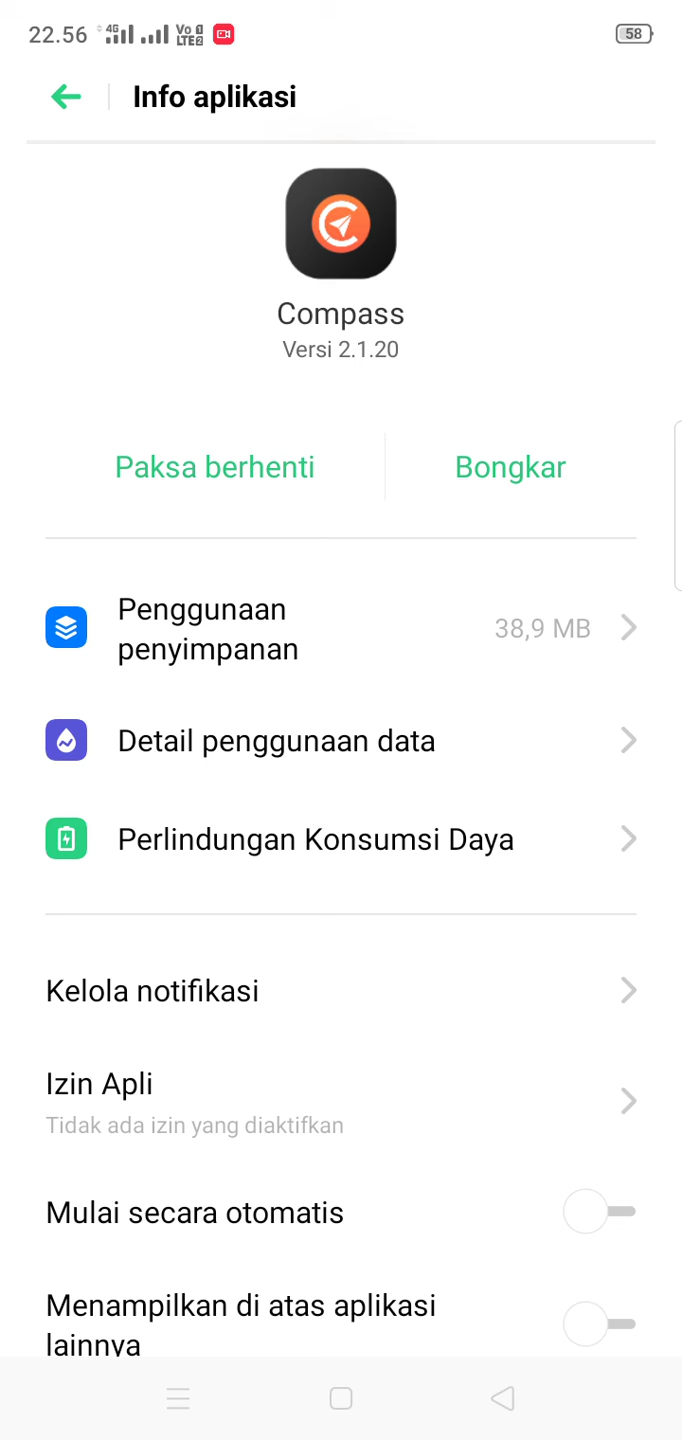 22.56 4G Vo LTE2 58
Info aplikasi
Compass
Versi 2.1.20
Paksa berhenti
Bongkar
Penggunaan
penyimpanan
38,9 MB
Detail penggunaan data
Perlindungan Konsumsi Daya
Kelola notifikasi
Izin Apli
Tidak ada izin yang diaktifkan
Mulai secara otomatis
Menampilkan di atas aplikasi
lainnya